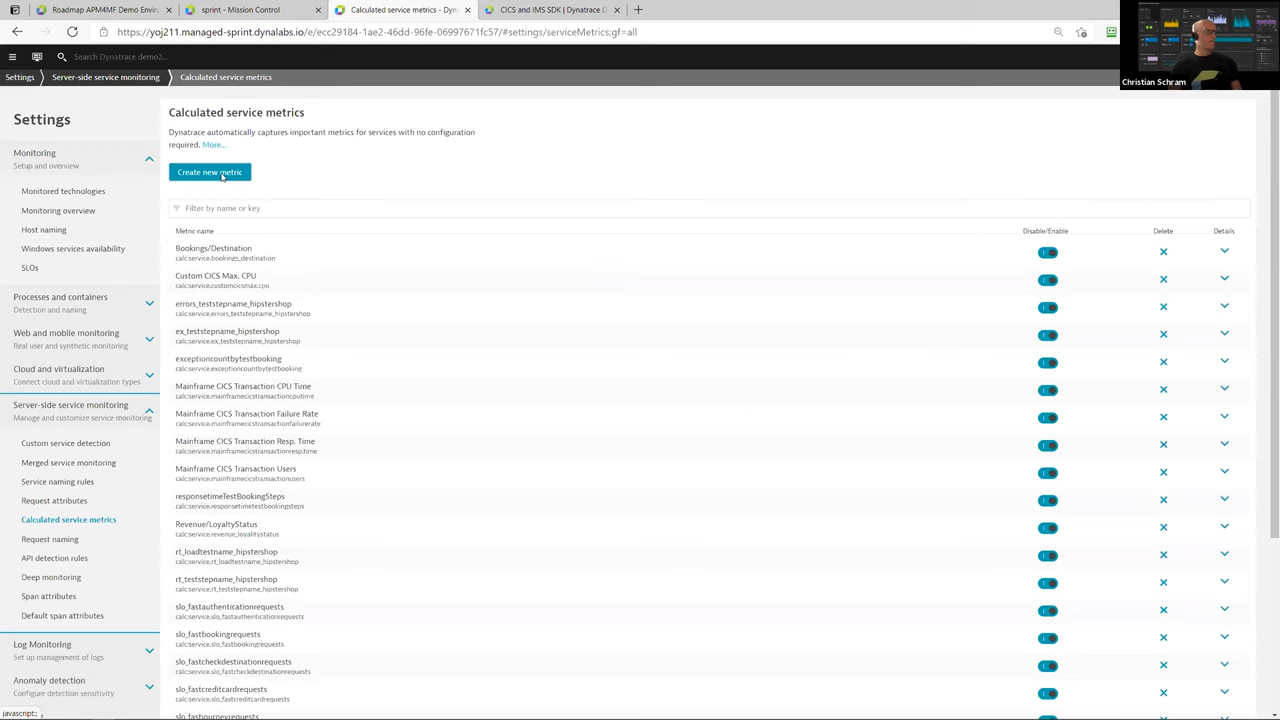 Roadmap APM4MF Demo Enviro
sprint - Mission Control
Calculated service metrics - Dyna
CICS and IMS SDK | Dynatrace D
https://yoj211.managed-sprint.dynalabs.io/e/ecc29184-1ae2-46dd-96fe-
#settings/serviceMetrics;gf=all
Search Dynatrace demo...
Settings
Server-side service monitoring
Calculated service metrics
Christian Schram
Settings
Monitoring
Setup and overview
Monitored technologies
Monitoring overview
Host naming
Windows services availability
SLOs
Processes and containers
Detection and naming
Web and mobile monitoring
Real user and synthetic monitoring
Cloud and virtualization
Connect cloud and virtualization types
Server-side service monitoring
Manage and customize service monitoring
Custom service detection
Merged service monitoring
Service naming rules
Request attributes
Calculated service metrics
Request naming
API detection rules
Deep monitoring
Span attributes
Default span attributes
Log Monitoring
Set up management of logs
Anomaly detection
Configure detection sensitivity
javascript:;
Calculated service metrics
Dynatrace automatically captures important metrics for services with no configuration
required. More...
Create new metric
Filter by name or key
Metric name
Disable/Enable
Delete
Details
Bookings/Destination
calc:service.bookings_destination
Custom CICS Max. CPU
calc:service.customcicsmax.cpu
errors_teststepname_hipstershop
calc:service.errors_teststepname_hipstershop
ex_teststepname_hipstershop
calc:service.ex_teststepname_hipstershop
exceptioncountbytestbooking
calc:service.exceptioncountbytestbooking
Mainframe CICS Transaction CPU Time
calc:service.mainframecicstransactioncputime
Mainframe CICS Transaction Failure Rate
calc:service.mainframecicstransactionfailurerate
Mainframe CICS Transaction Resp. Time
calc:service.mainframecicstransactionresp.time
Mainframe CICS Transaction Users
calc:service.mainframecicstransactionusers
responsetimeTestBookingSteps
calc:service.responsetimetestbookingsteps
Revenue/LoyaltyStatus
calc:service.revenue_loyalitystatus
rt_loadtestname_hipstershop
calc:service.rt_loadtestname_hipstershop
rt_teststepname_hipstershop
calc:service.rt_teststepname_hipstershop
slo_fastauthenticationrequests
calc:service.slo_fastauthenticationrequests
slo_fastbookingrequests
calc:service.slo_fastbookingrequests
slo_fastcheckdestinationrequests
calc:service.slo_fastcheckdestinationrequests
slo_fastcreditcardrequests
calc:service.slo_fastcreditcardrequests
slo_fastjourneyrequests